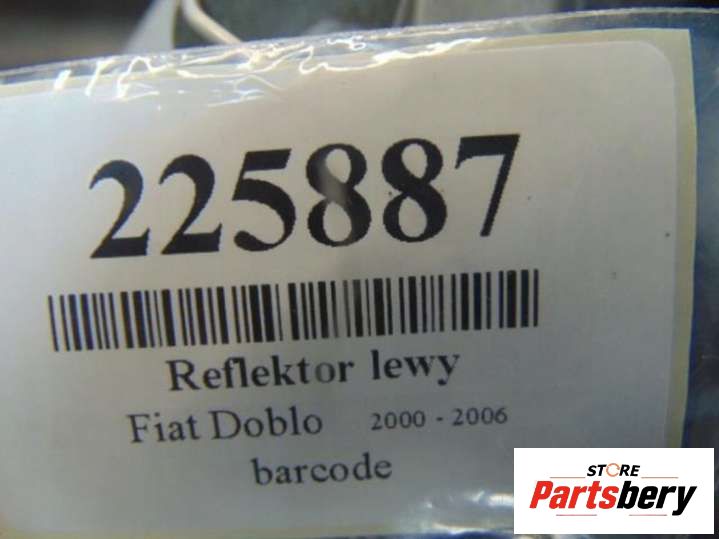 225887
Reflektor lewy
Fiat Doblo 2000 - 2006
barcode
STORE
Partsbery